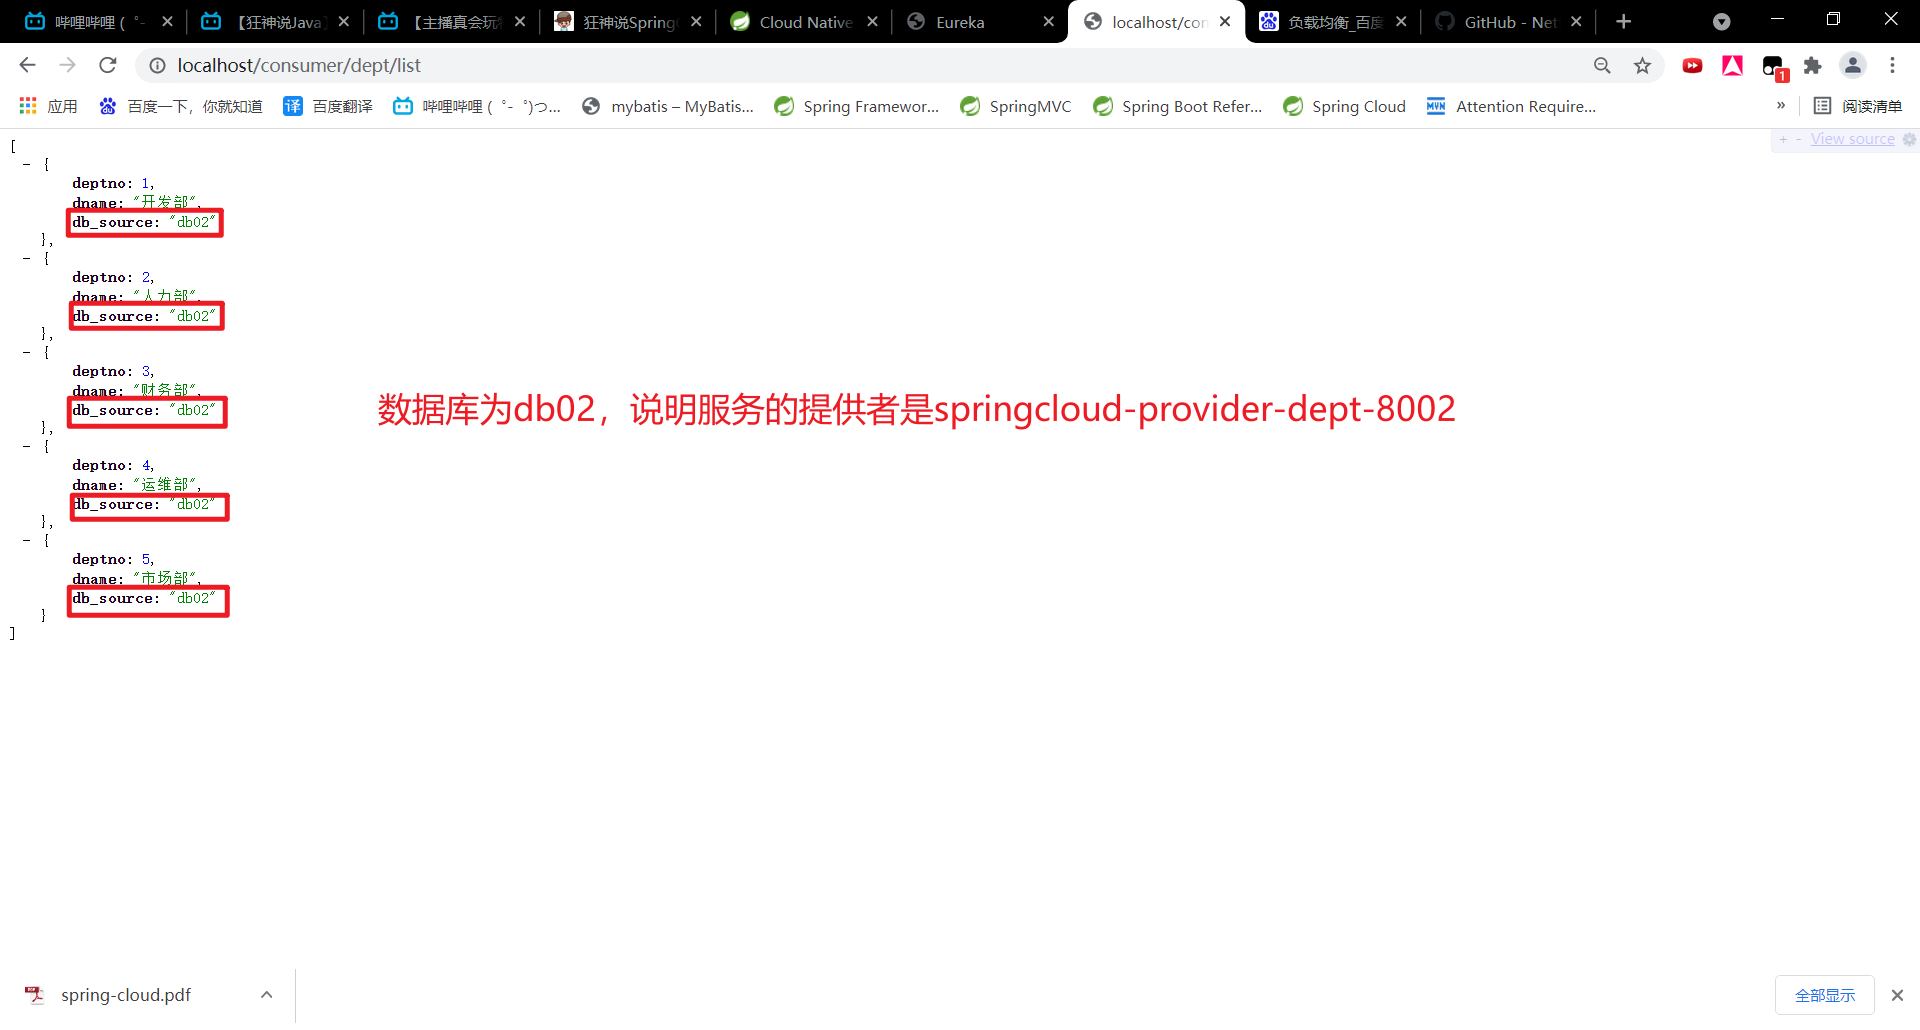 哔哩哔哩 (゜-
【狂神说Java
【主播真会玩
狂神说Spring
Cloud Native
Eureka
localhost/con
负载均衡_百度
GitHub - Net
localhost/consumer/dept/list
1
应用
百度一下，你就知道
译 百度翻译
哔哩哔哩 (゜-゜)つ...
mybatis – MyBatis...
Spring Framewor...
SpringMVC
Spring Boot Refer...
Spring Cloud
MVN Attention Require...
»
阅读清单
+ - View source
[
- {
deptno: 1,
dname: "开发部",
db_source: "db02"
},
- {
deptno: 2,
dname: "人力部",
db_source: "db02"
},
- {
deptno: 3,
dname: "财务部",
db_source: "db02"
},
- {
deptno: 4,
dname: "运维部",
db_source: "db02"
},
- {
deptno: 5,
dname: "市场部",
db_source: "db02"
}
]
数据库为db02，说明服务的提供者是springcloud-provider-dept-8002
spring-cloud.pdf
全部显示